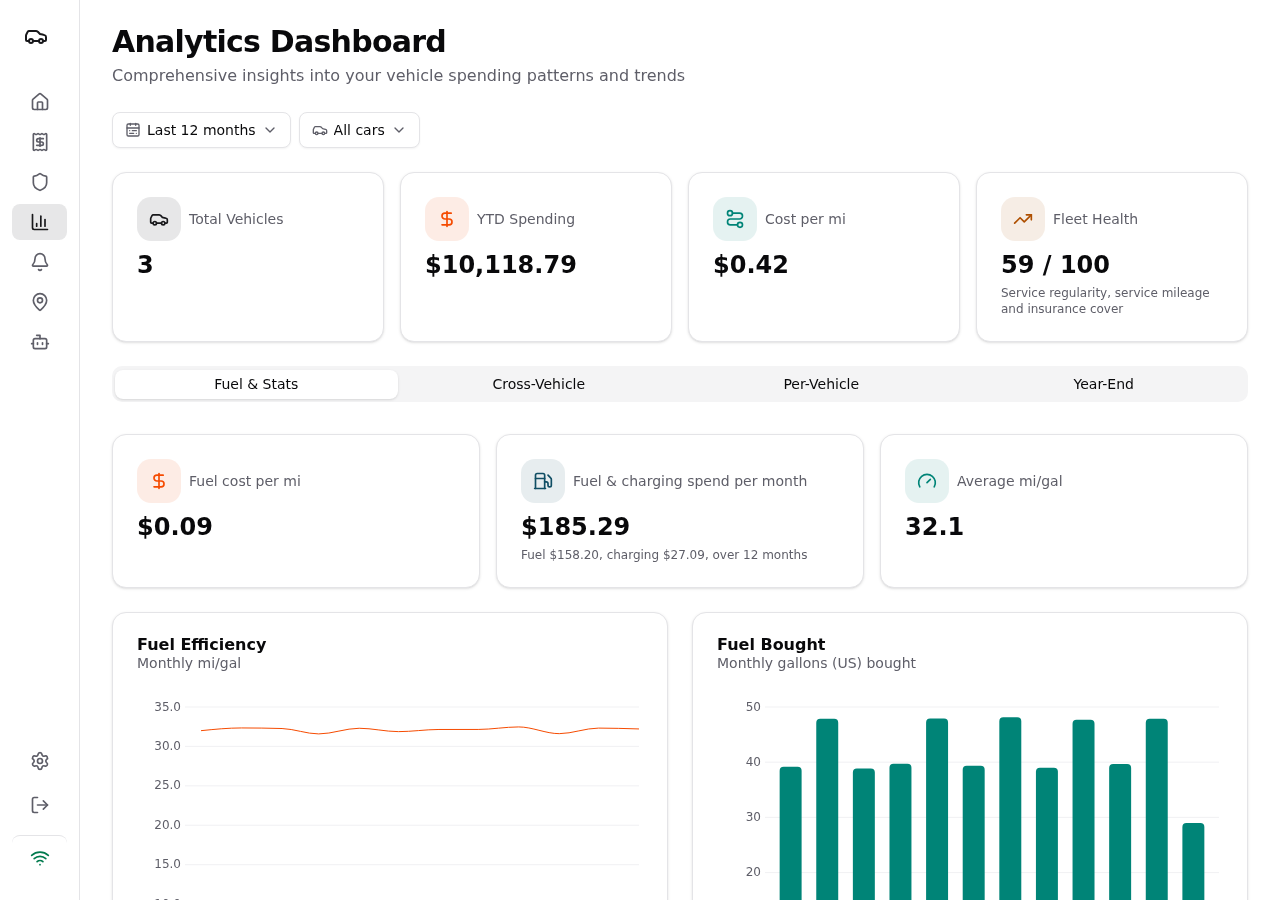 Analytics Dashboard
Comprehensive insights into your vehicle spending patterns and trends
Last 12 months
All cars
Total Vehicles
3
YTD Spending
$10,118.79
Cost per mi
$0.42
Fleet Health
59 / 100
Service regularity, service mileage
and insurance cover
Fuel & Stats
Cross-Vehicle
Per-Vehicle
Year-End
Fuel cost per mi
$0.09
Fuel & charging spend per month
$185.29
Fuel $158.20, charging $27.09, over 12 months
Average mi/gal
32.1
Fuel Efficiency
Monthly mi/gal
35.0
30.0
25.0
20.0
15.0
Fuel Bought
Monthly gallons (US) bought
50
40
30
20